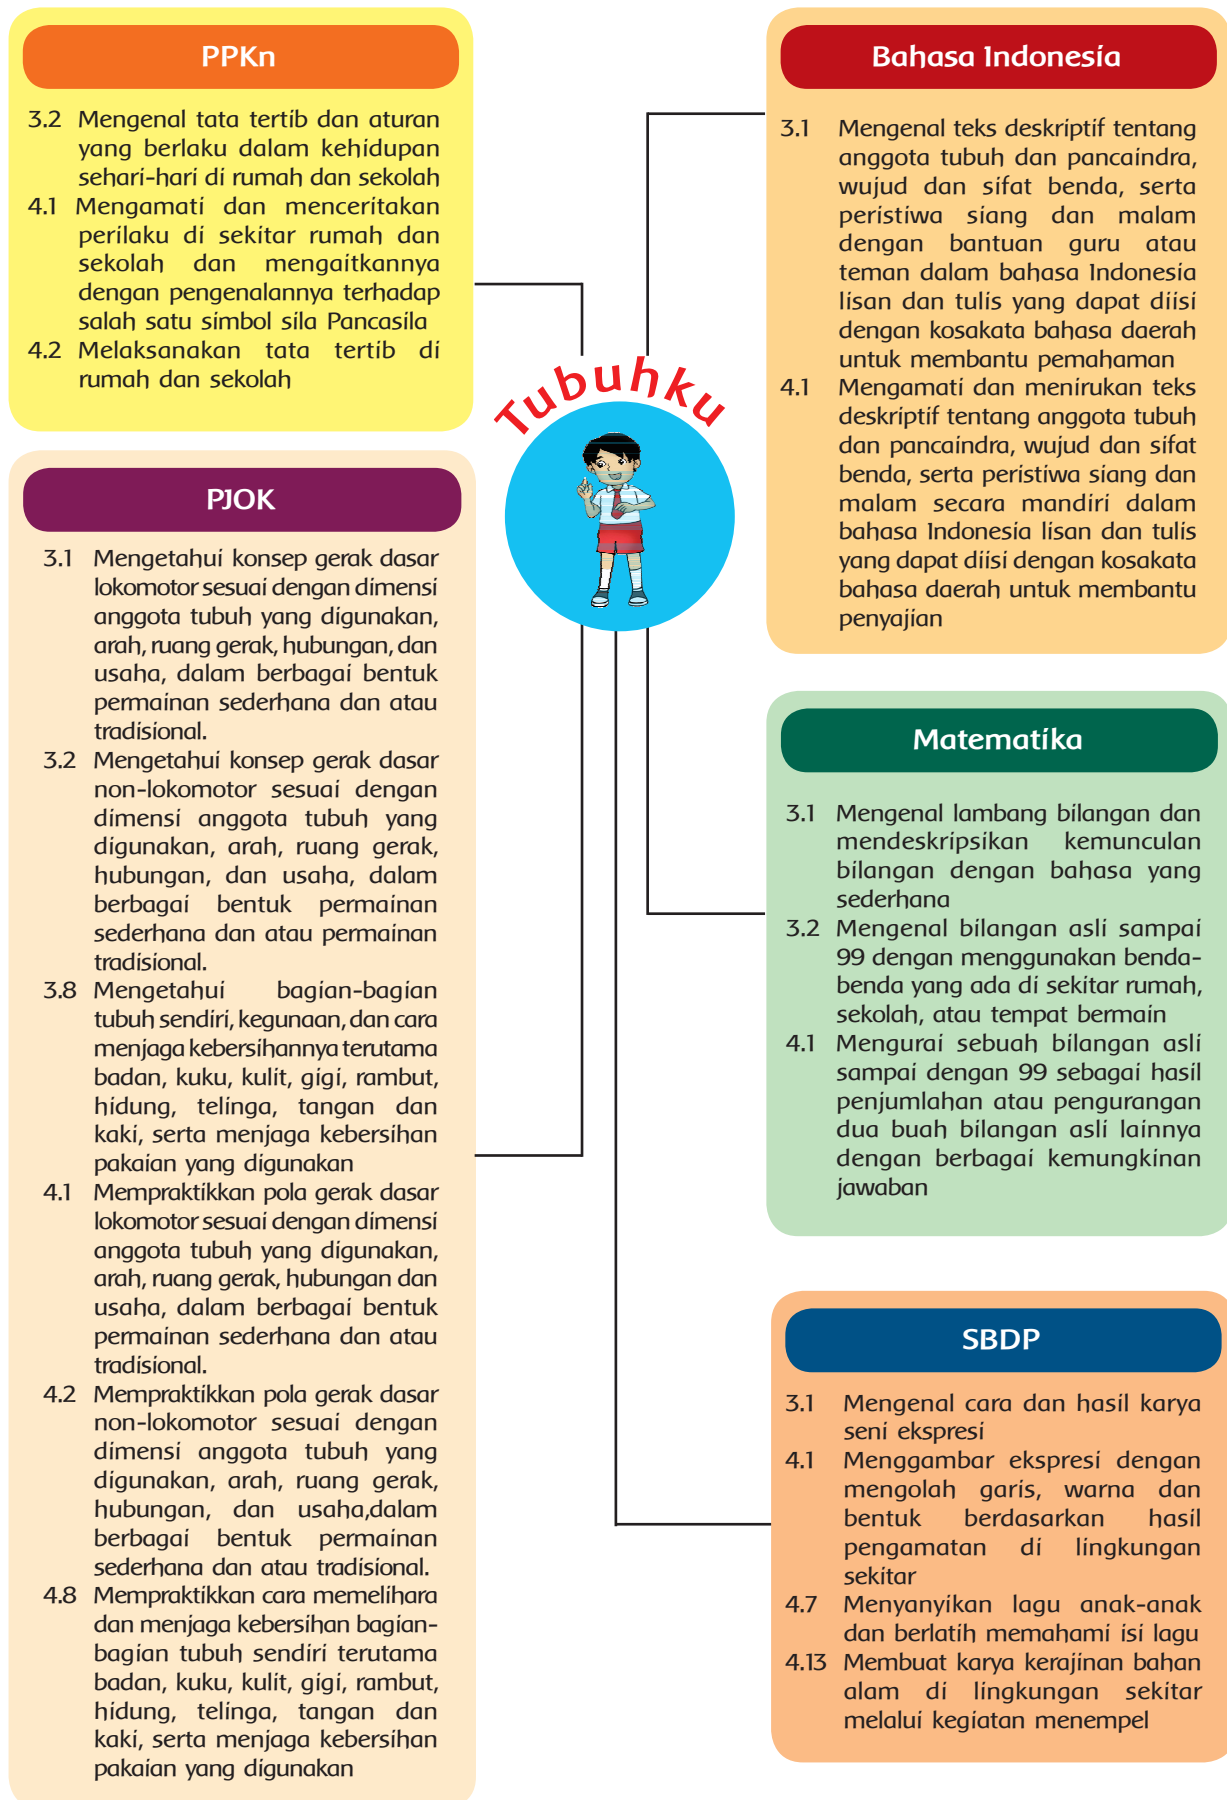 PPKn
3.2 Mengenal tata tertib dan aturan
yang berlaku dalam kehidupan
sehari-hari di rumah dan sekolah
4.1 Mengamati dan menceritakan
perilaku di sekitar rumah dan
sekolah dan mengaitkannya
dengan pengenalannya terhadap
salah satu simbol sila Pancasila
4.2 Melaksanakan tata tertib di
rumah dan sekolah
PJOK
3.1 Mengetahui konsep gerak dasar
lokomotor sesuai dengan dimensi
anggota tubuh yang digunakan,
arah, ruang gerak, hubungan, dan
usaha, dalam berbagai bentuk
permainan sederhana dan atau
tradisional.
3.2 Mengetahui konsep gerak dasar
non-lokomotor sesuai dengan
dimensi anggota tubuh yang
digunakan, arah, ruang gerak,
hubungan, dan usaha, dalam
berbagai bentuk permainan
sederhana dan atau permainan
tradisional.
3.8 Mengetahui bagian-bagian
tubuh sendiri, kegunaan, dan cara
menjaga kebersihannya terutama
badan, kuku, kulit, gigi, rambut,
hidung, telinga, tangan dan
kaki, serta menjaga kebersihan
pakaian yang digunakan
4.1 Mempraktikkan pola gerak dasar
lokomotor sesuai dengan dimensi
anggota tubuh yang digunakan,
arah, ruang gerak, hubungan dan
usaha, dalam berbagai bentuk
permainan sederhana dan atau
tradisional.
4.2 Mempraktikkan pola gerak dasar
non-lokomotor sesuai dengan
dimensi anggota tubuh yang
digunakan, arah, ruang gerak,
hubungan, dan usaha,dalam
berbagai bentuk permainan
sederhana dan atau tradisional.
4.8 Mempraktikkan cara memelihara
dan menjaga kebersihan bagian-
bagian tubuh sendiri terutama
badan, kuku, kulit, gigi, rambut,
hidung, telinga, tangan dan
kaki, serta menjaga kebersihan
pakaian yang digunakan
Tubuhku
Bahasa Indonesia
3.1 Mengenal teks deskriptif tentang
anggota tubuh dan pancaindra,
wujud dan sifat benda, serta
peristiwa siang dan malam
dengan bantuan guru atau
teman dalam bahasa Indonesia
lisan dan tulis yang dapat diisi
dengan kosakata bahasa daerah
untuk membantu pemahaman
4.1 Mengamati dan menirukan teks
deskriptif tentang anggota tubuh
dan pancaindra, wujud dan sifat
benda, serta peristiwa siang dan
malam secara mandiri dalam
bahasa Indonesia lisan dan tulis
yang dapat diisi dengan kosakata
bahasa daerah untuk membantu
penyajian
Matematika
3.1 Mengenal lambang bilangan dan
mendeskripsikan kemunculan
bilangan dengan bahasa yang
sederhana
3.2 Mengenal bilangan asli sampai
99 dengan menggunakan benda-
benda yang ada di sekitar rumah,
sekolah, atau tempat bermain
4.1 Mengurai sebuah bilangan asli
sampai dengan 99 sebagai hasil
penjumlahan atau pengurangan
dua buah bilangan asli lainnya
dengan berbagai kemungkinan
jawaban
SBDP
3.1 Mengenal cara dan hasil karya
seni ekspresi
4.1 Menggambar ekspresi dengan
mengolah garis, warna dan
bentuk berdasarkan hasil
pengamatan di lingkungan
sekitar
4.7 Menyanyikan lagu anak-anak
dan berlatih memahami isi lagu
4.13 Membuat karya kerajinan bahan
alam di lingkungan sekitar
melalui kegiatan menempel